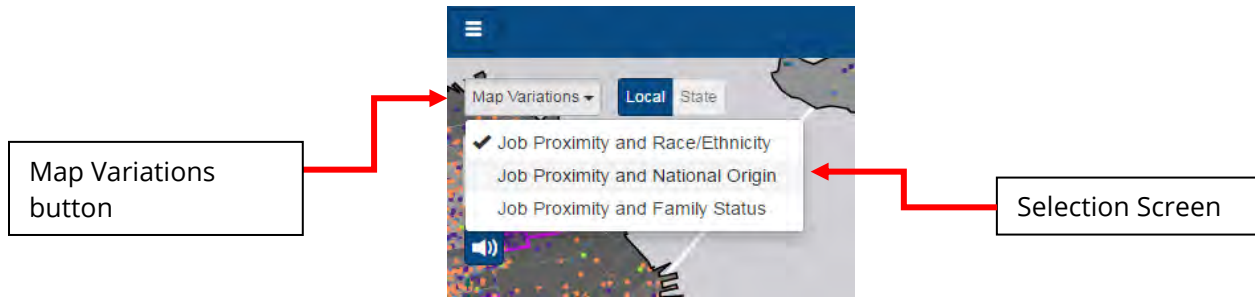 Map Variations
Local
State
Job Proximity and Race/Ethnicity
Job Proximity and National Origin
Job Proximity and Family Status
Map Variations
button
Selection Screen